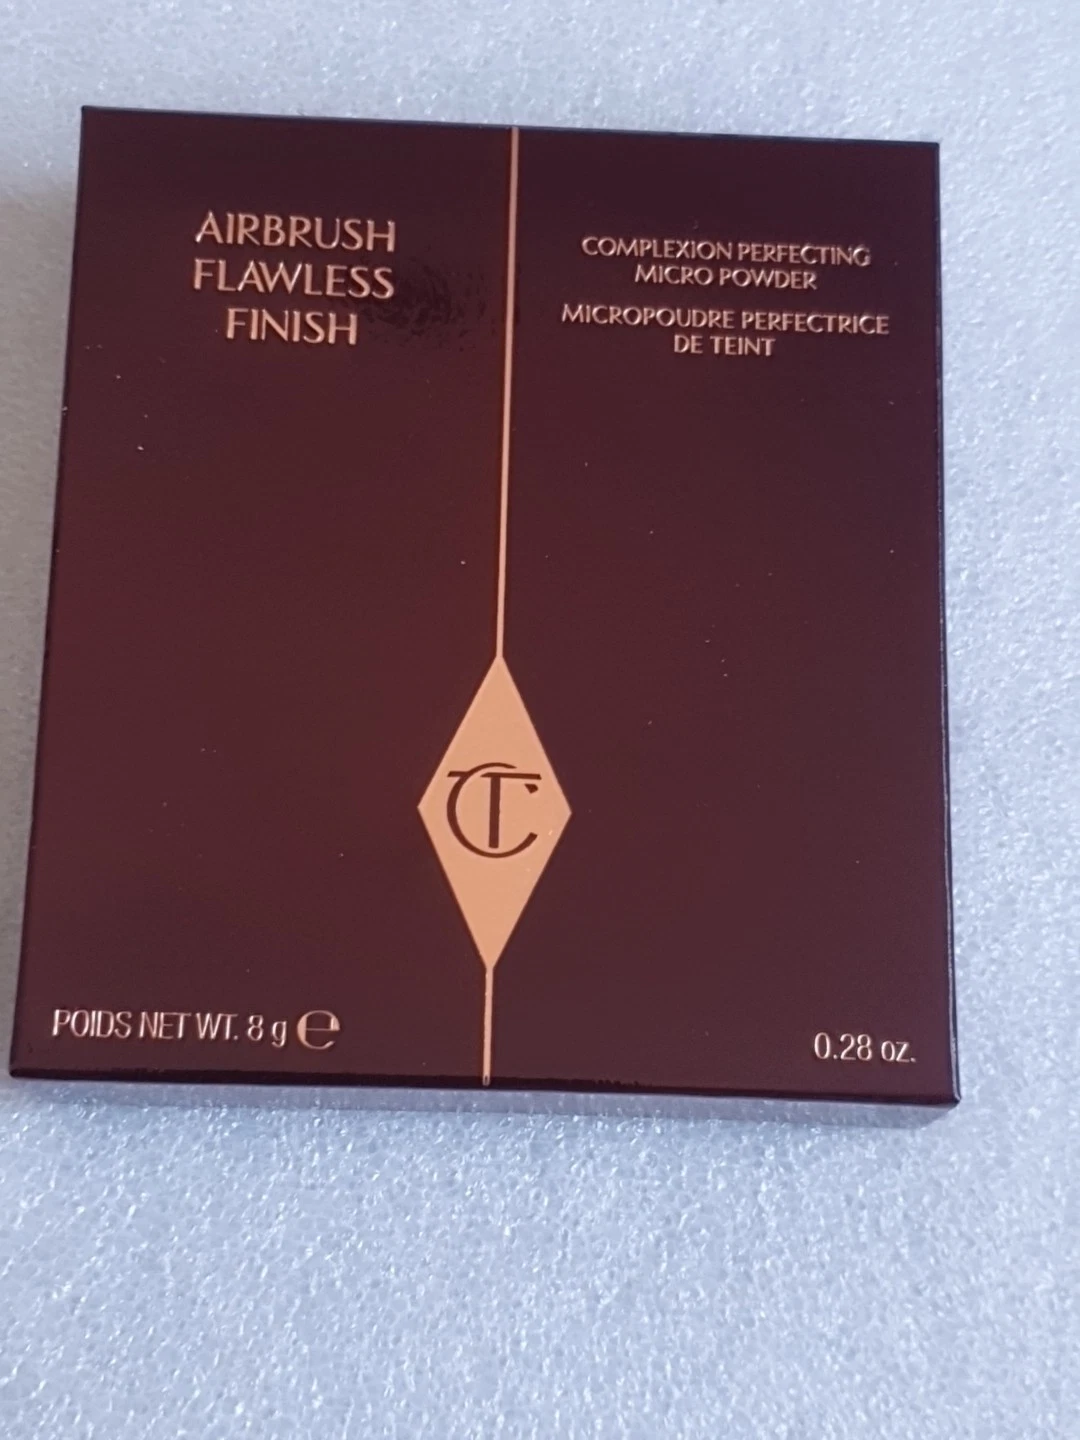 AIRBRUSH
FLAWLESS
FINISH
COMPLEXION PERFECTING
MICRO POWDER
MICROPOUDRE PERFECTRICE
DE TEINT
CT
POIDS NET WT. 8 g ℮
0.28 oz.